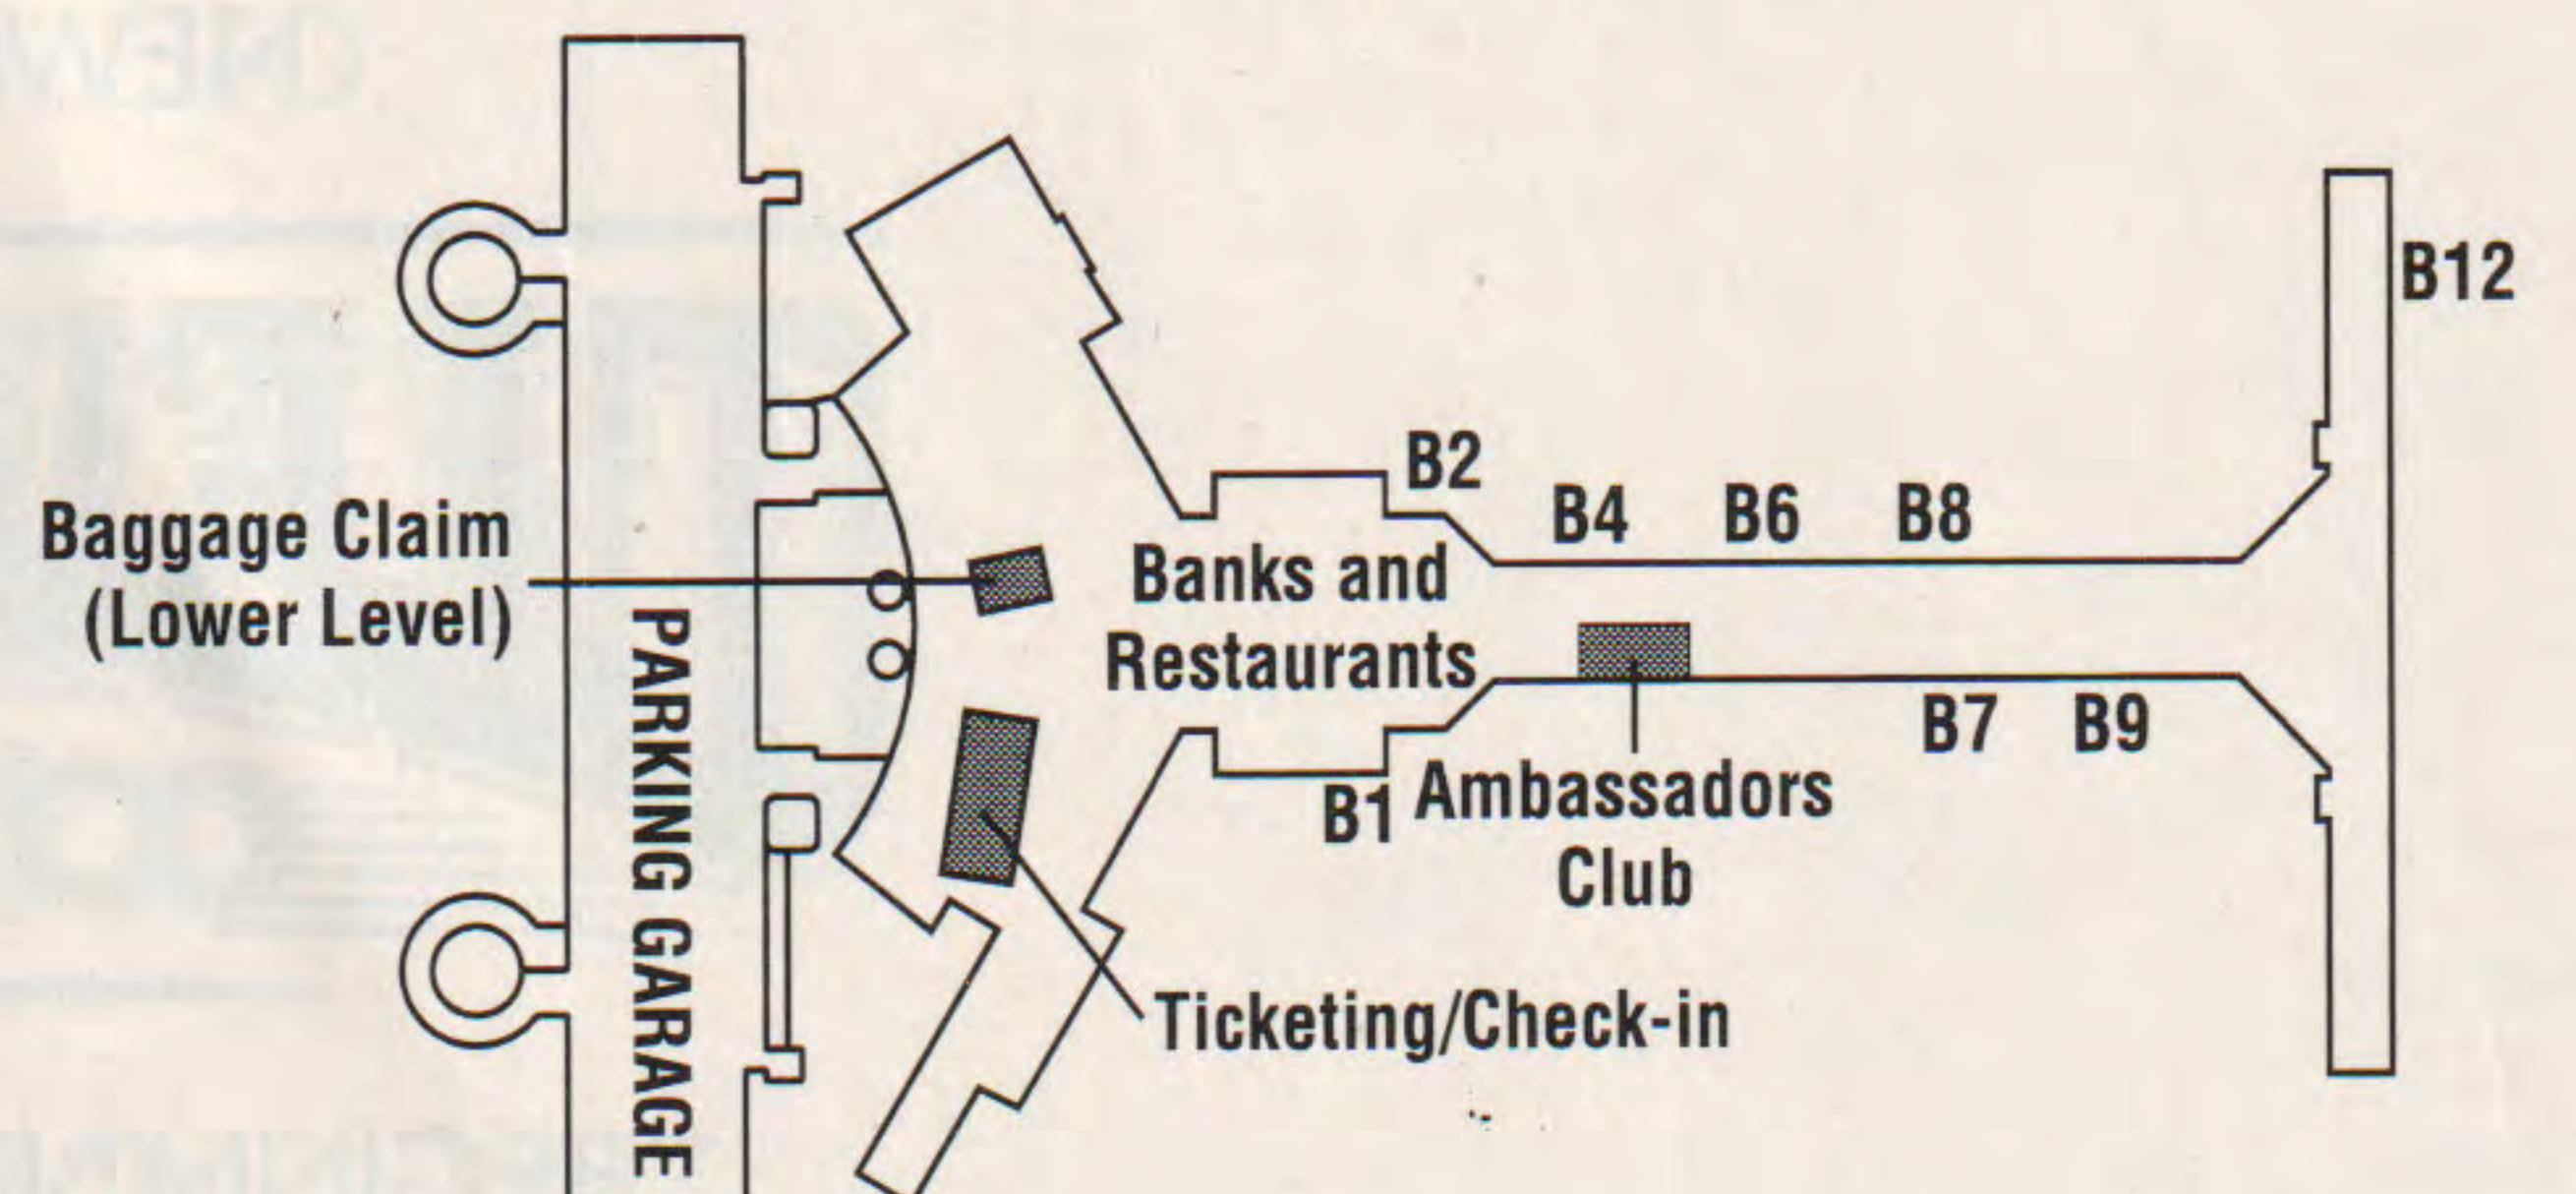 B12
B2
B4 B6 B8
Baggage Claim
(Lower Level)
Banks and
Restaurants
PARKING GARAGE
B7 B9
B1
Ambassadors
Club
Ticketing/Check-in